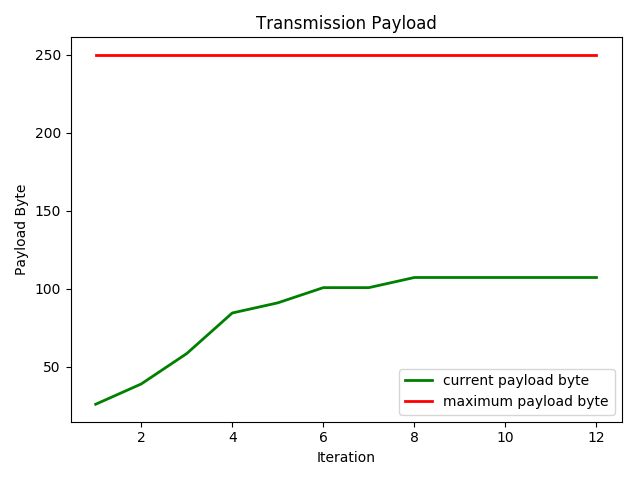 Transmission Payload
250
200
150
100
50
Payload Byte
current payload byte
maximum payload byte
2 4 6 8 10 12
Iteration